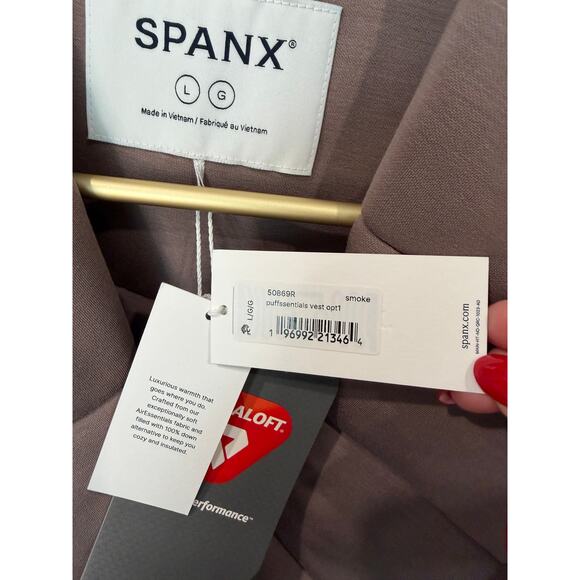 SPANX®
L G
Made in Vietnam / Fabriqué au Vietnam
50869R smoke
puffssentials vest opt1
L/G/G
1 96992 21346 4
spanx.com
Luxurious warmth that
goes where you do.
Crafted from our
exceptionally soft
AirEssentials fabric and
filled with 100% down
alternative to keep you
cozy and insulated.
ALOFT®
erformance™